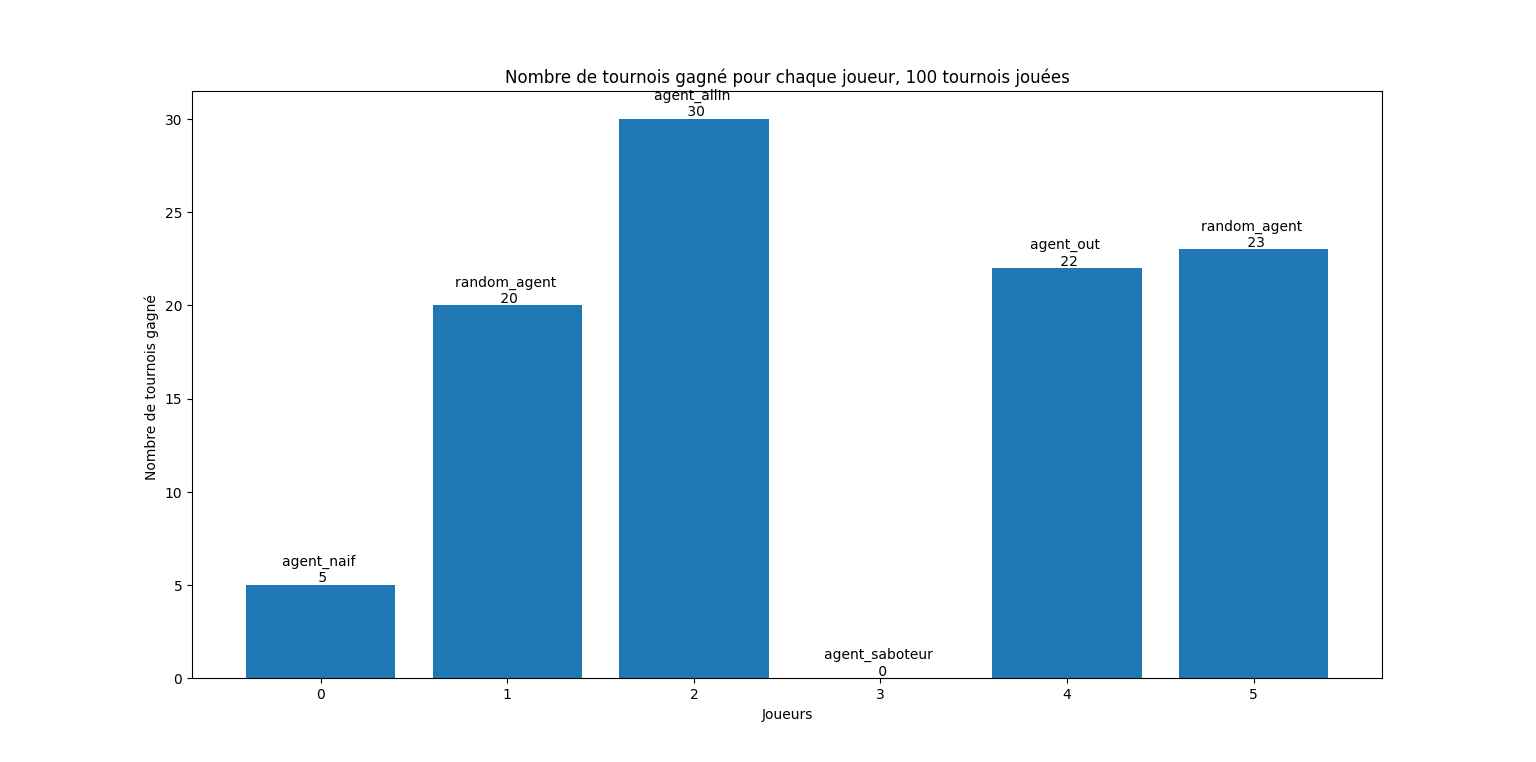 Nombre de tournois gagné pour chaque joueur, 100 tournois jouées
agent_allin
30
30
25
random_agent
23
agent_out
22
random_agent
20
20
Nombre de tournois gagné
15
10
agent_naif
5
5
agent_saboteur
0
0
0
1
2
3
4
5
Joueurs